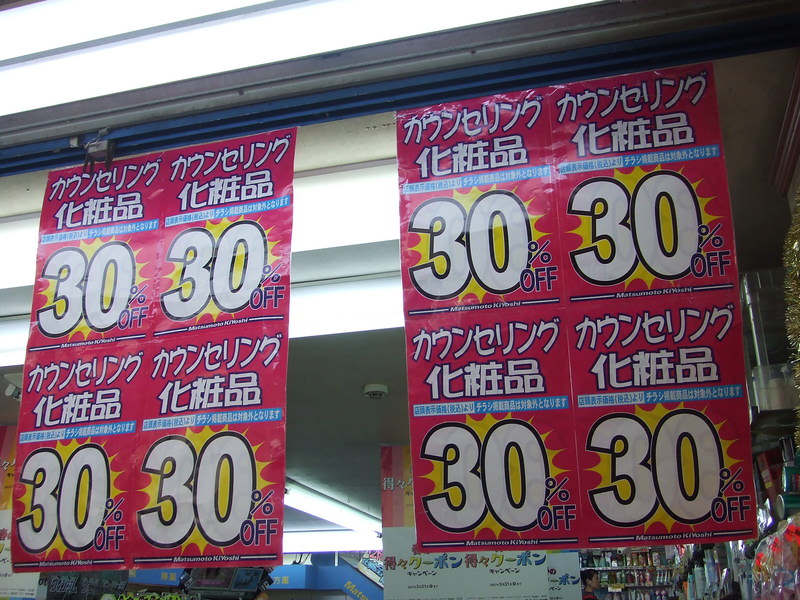 カウンセリング
化粧品
店頭表示価格(税込)より チラシ掲載商品は対象外となります
30%
OFF
Matsumoto KiYoshi
カウンセリング
化粧品
店頭表示価格(税込)より チラシ掲載商品は対象外となります
30%
OFF
Matsumoto KiYoshi
カウンセリング
化粧品
店頭表示価格(税込)より チラシ掲載商品は対象外となります
30%
OFF
Matsumoto KiYoshi
カウンセリング
化粧品
店頭表示価格(税込)より チラシ掲載商品は対象外となります
30%
OFF
Matsumoto KiYoshi
カウンセリング
化粧品
店頭表示価格(税込)より チラシ掲載商品は対象外となります
30%
OFF
Matsumoto KiYoshi
カウンセリング
化粧品
店頭表示価格(税込)より チラシ掲載商品は対象外となります
30%
OFF
Matsumoto KiYoshi
カウンセリング
化粧品
店頭表示価格(税込)より チラシ掲載商品は対象外となります
30%
OFF
Matsumoto KiYoshi
カウンセリング
化粧品
店頭表示価格(税込)より チラシ掲載商品は対象外となります
30%
OFF
Matsumoto KiYoshi
得々クーポン
キャンペーン
得々クーポン
キャンペーン